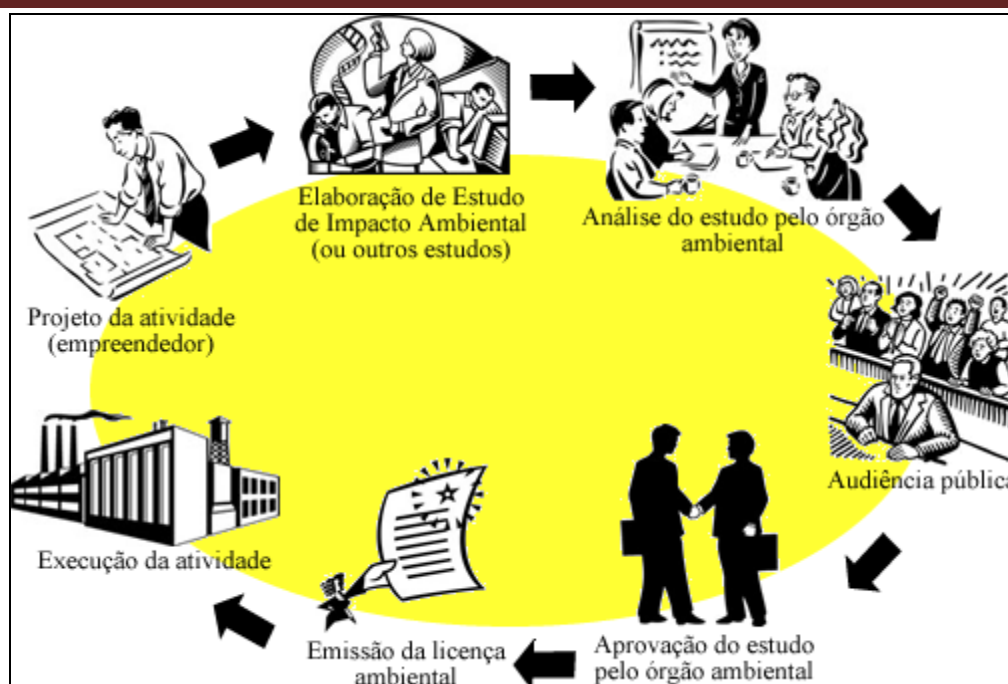 Projeto da atividade
(empreendedor)
Elaboração de Estudo
de Impacto Ambiental
(ou outros estudos)
Análise do estudo pelo órgão
ambiental
Audiência pública
Aprovação do estudo
pelo órgão ambiental
Emissão da licença
ambiental
Execução da atividade